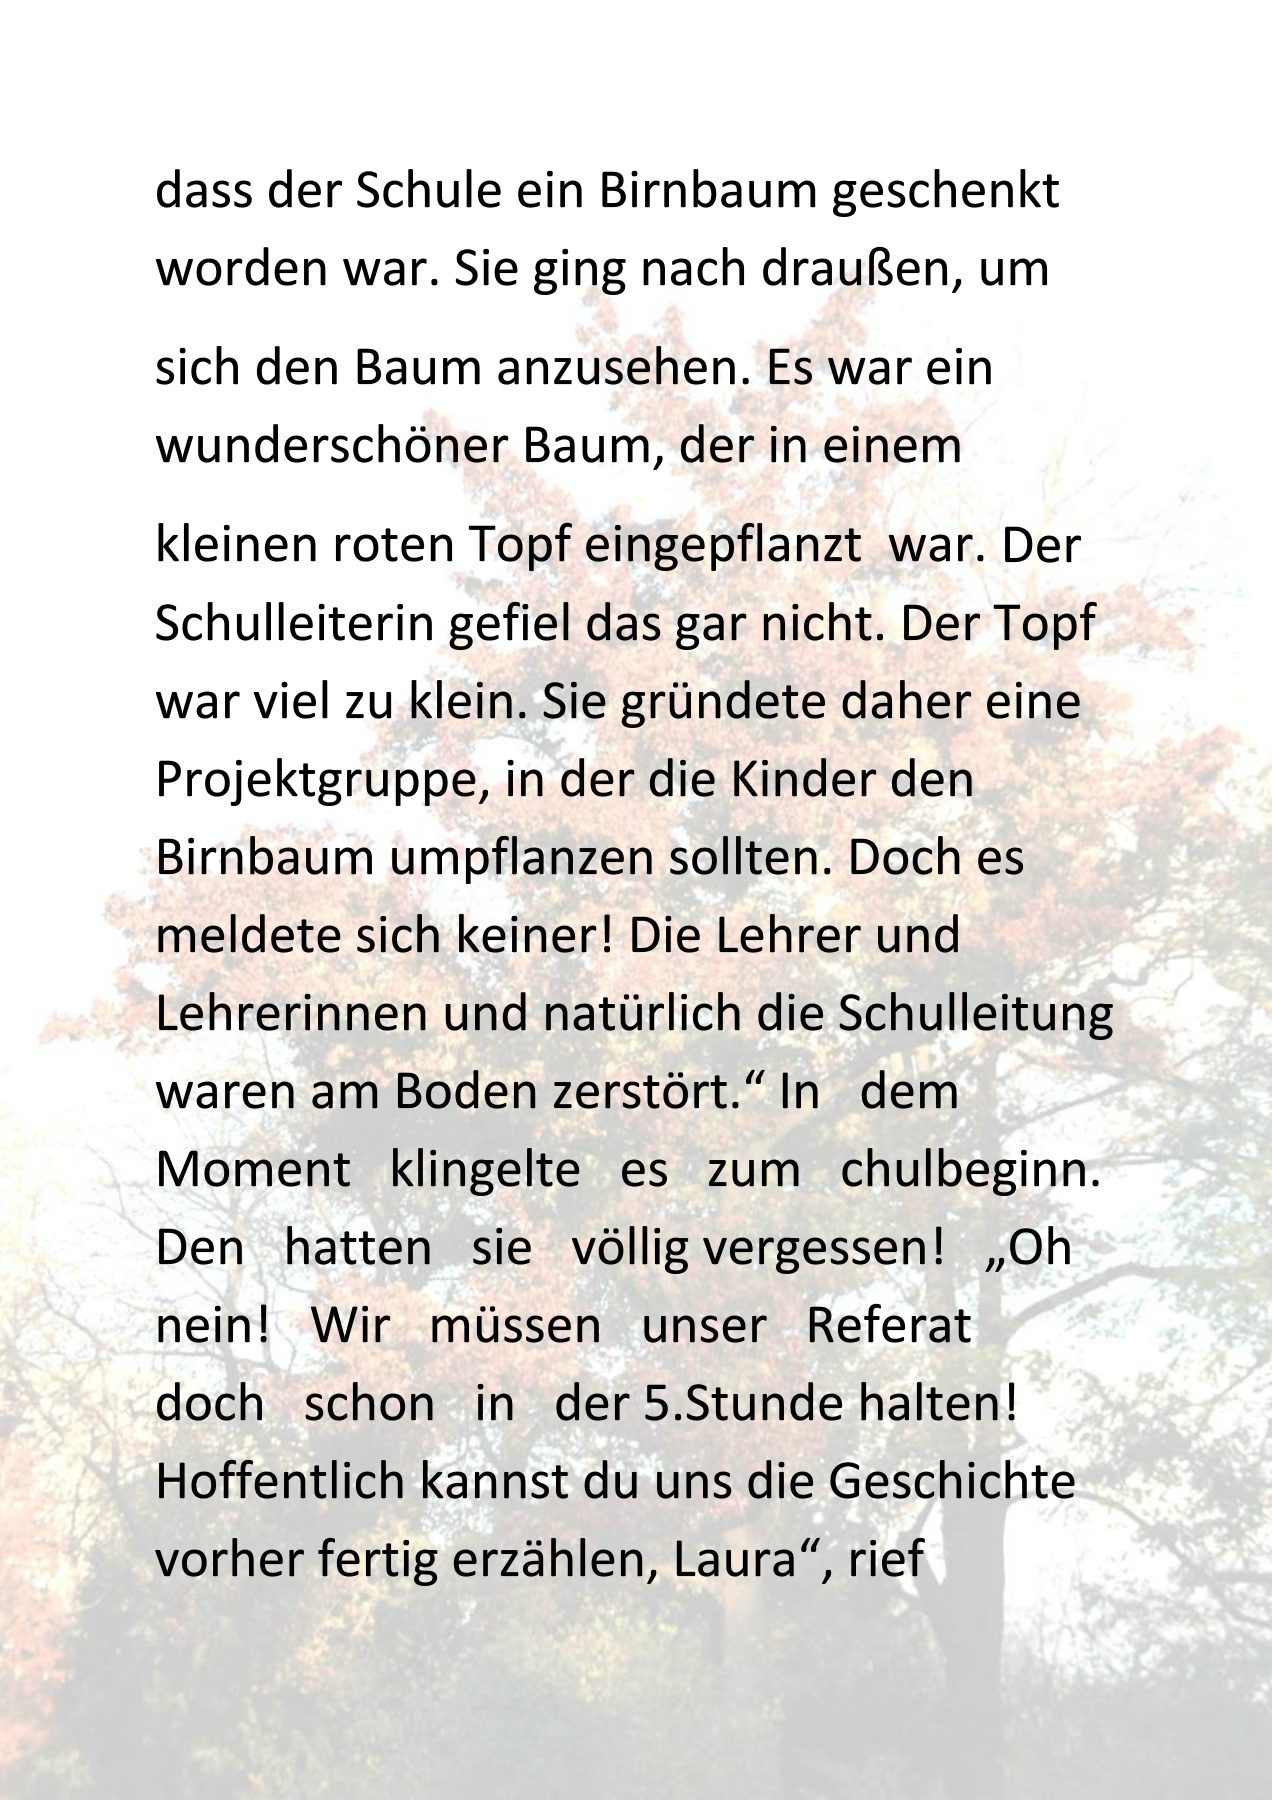 dass der Schule ein Birnbaum geschenkt
worden war. Sie ging nach draußen, um
sich den Baum anzusehen. Es war ein
wunderschöner Baum, der in einem
kleinen roten Topf eingepflanzt war. Der
Schulleiterin gefiel das gar nicht. Der Topf
war viel zu klein. Sie gründete daher eine
Projektgruppe, in der die Kinder den
Birnbaum umpflanzen sollten. Doch es
meldete sich keiner! Die Lehrer und
Lehrerinnen und natürlich die Schulleitung
waren am Boden zerstört.“ In dem
Moment klingelte es zum chulbeginn.
Den hatten sie völlig vergessen! „Oh
nein! Wir müssen unser Referat
doch schon in der 5.Stunde halten!
Hoffentlich kannst du uns die Geschichte
vorher fertig erzählen, Laura“, rief